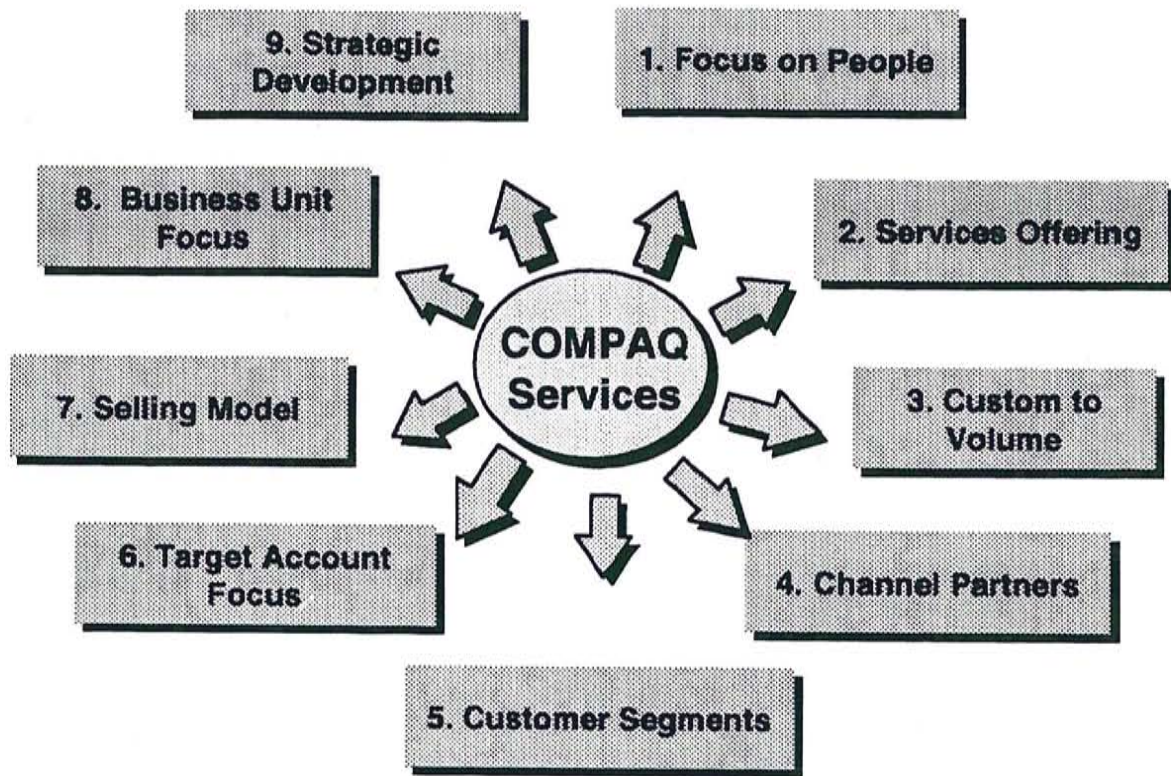 9. Strategic
Development
1. Focus on People
8. Business Unit
Focus
2. Services Offering
COMPAQ
Services
7. Selling Model
3. Custom to
Volume
6. Target Account
Focus
4. Channel Partners
5. Customer Segments